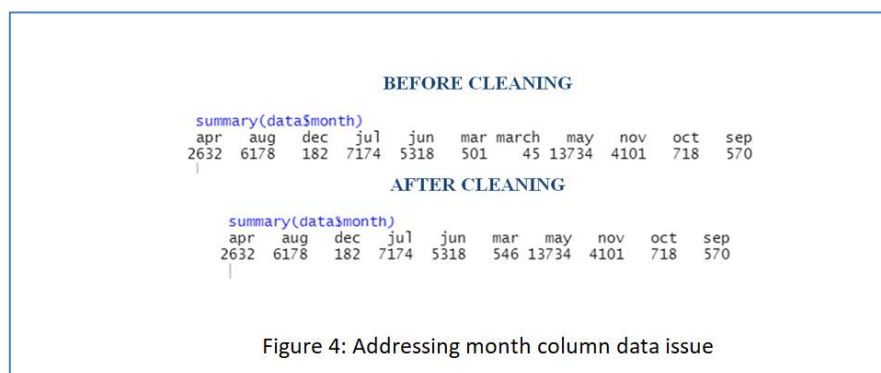 BEFORE CLEANING
summary(data$month)
apr aug dec jul jun mar march may nov oct sep
2632 6178 182 7174 5318 501 45 13734 4101 718 570
AFTER CLEANING
summary(data$month)
apr aug dec jul jun mar may nov oct sep
2632 6178 182 7174 5318 546 13734 4101 718 570
Figure 4: Addressing month column data issue